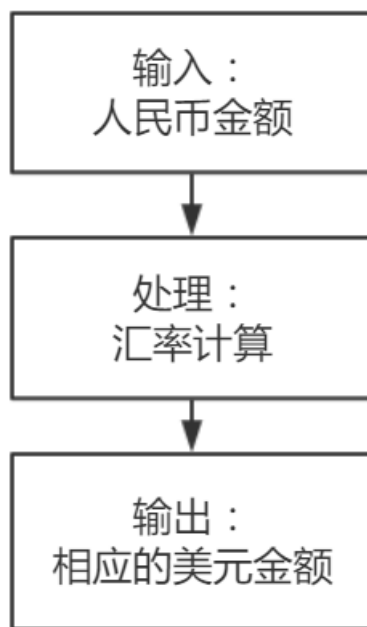 输入：
人民币金额
处理：
汇率计算
输出：
相应的美元金额